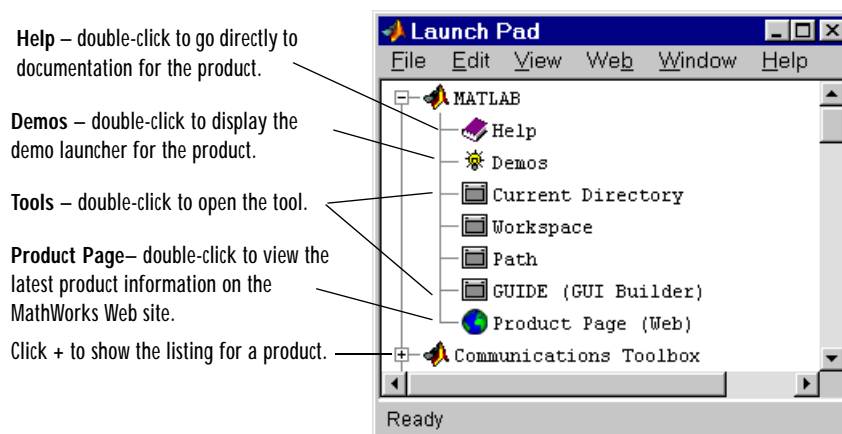 Help – double-click to go directly to
documentation for the product.
Demos – double-click to display the
demo launcher for the product.
Tools – double-click to open the tool.
Product Page– double-click to view the
latest product information on the
MathWorks Web site.
Click + to show the listing for a product.
Launch Pad
File Edit View Web Window Help
MATLAB
Help
Demos
Current Directory
Workspace
Path
GUIDE (GUI Builder)
Product Page (Web)
Communications Toolbox
Ready